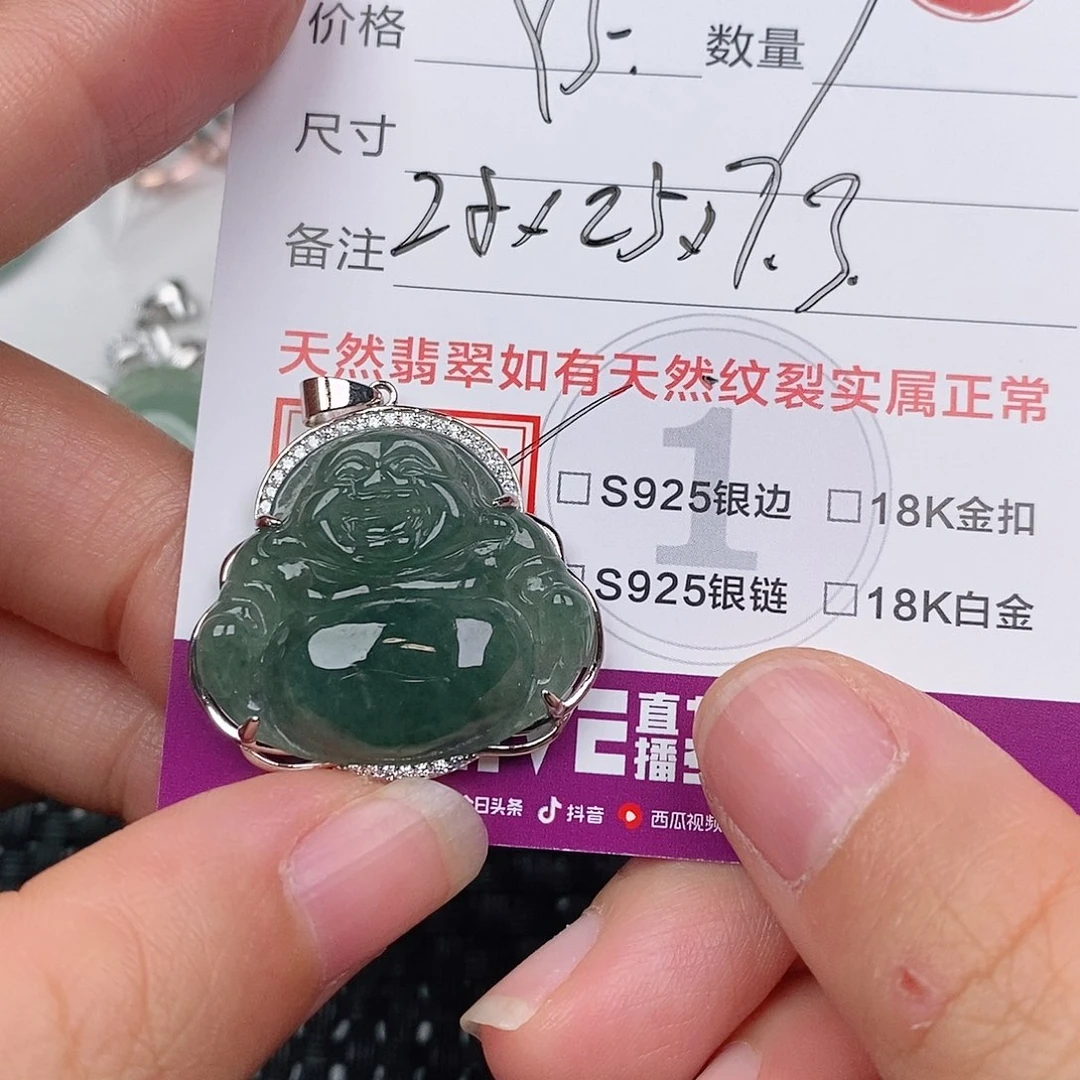 价格 数量
尺寸
备注 28x25x7.3
天然翡翠如有天然纹裂实属正常
1
S925银边 18K金扣
S925银链 18K白金
直
播
今日头条 抖音 西瓜视频